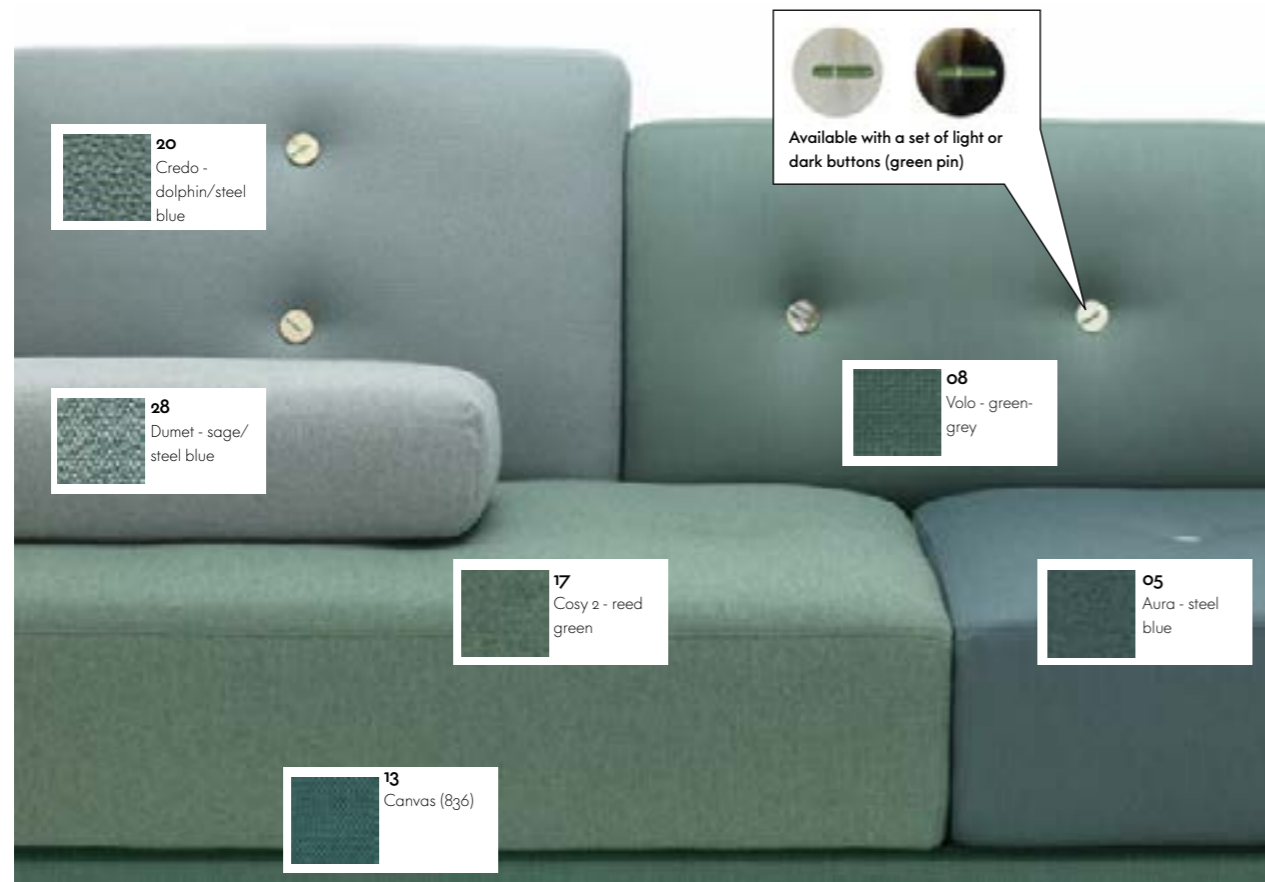 Available with a set of light or
dark buttons (green pin)
20
Credo -
dolphin/steel
blue
08
Volo - green-
grey
28
Dumet - sage/
steel blue
17
Cosy 2 - reed
green
05
Aura - steel
blue
13
Canvas (836)